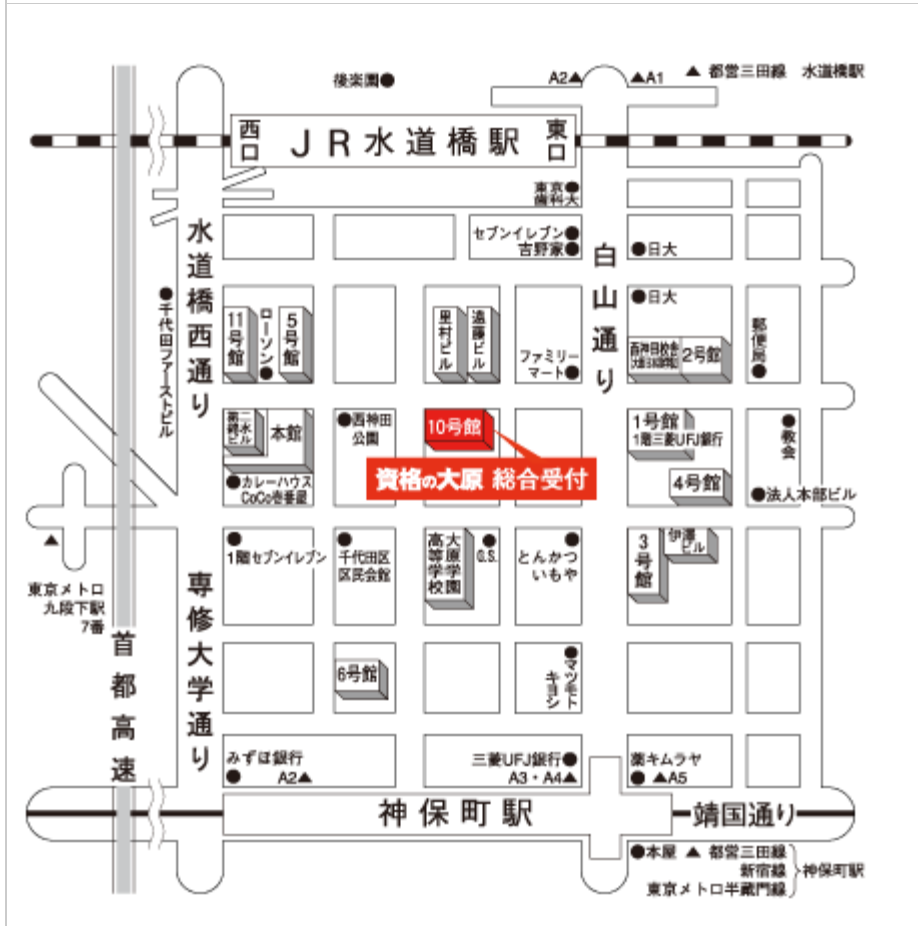 後楽園
A2▲
▲A1
▲ 都営三田線 水道橋駅
西口
JR水道橋駅
東口
東京
歯科大
水道橋西通り
セブンイレブン
吉野家
白山通り
日大
日大
千代田ファーストビル
11号館
ローソン
5号館
里村ビル
遠藤ビル
ファミリー
マート
2号館
郵便局
本館
西神田
公園
10号館
1号館
1階三菱UFJ銀行
教会
資格の大原 総合受付
カレーハウス
CoCo壱番屋
4号館
法人本部ビル
1階セブンイレブン
千代田区
区民会館
大原学園
高等学校
G.S.
とんかつ
いもや
3号館
伊澤
ビル
東京メトロ
九段下駅
7番
首都高速
専修大学通り
6号館
マツモト
キヨシ
みずほ銀行
A2▲
三菱UFJ銀行
A3・A4▲
薬キムラヤ
▲A5
神保町駅
靖国通り
本屋 ▲ 都営三田線
新宿線
東京メトロ半蔵門線
神保町駅